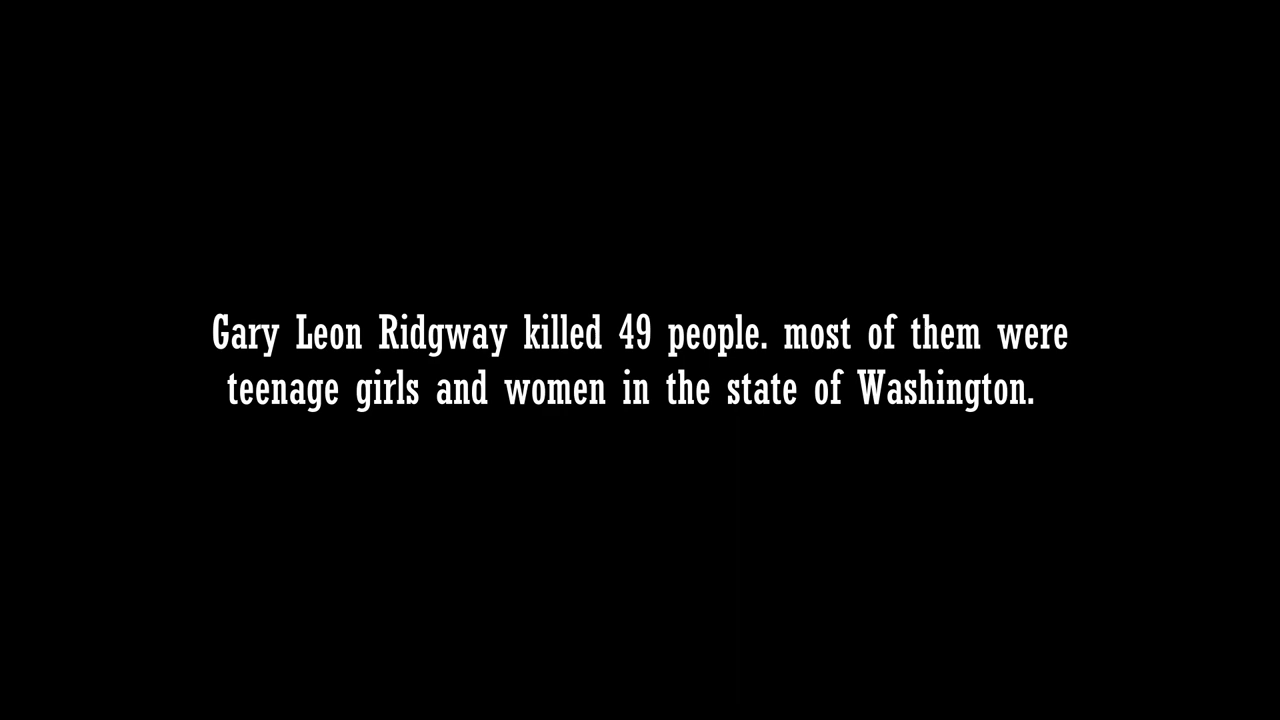 Gary Leon Ridgway killed 49 people. most of them were
teenage girls and women in the state of Washington.